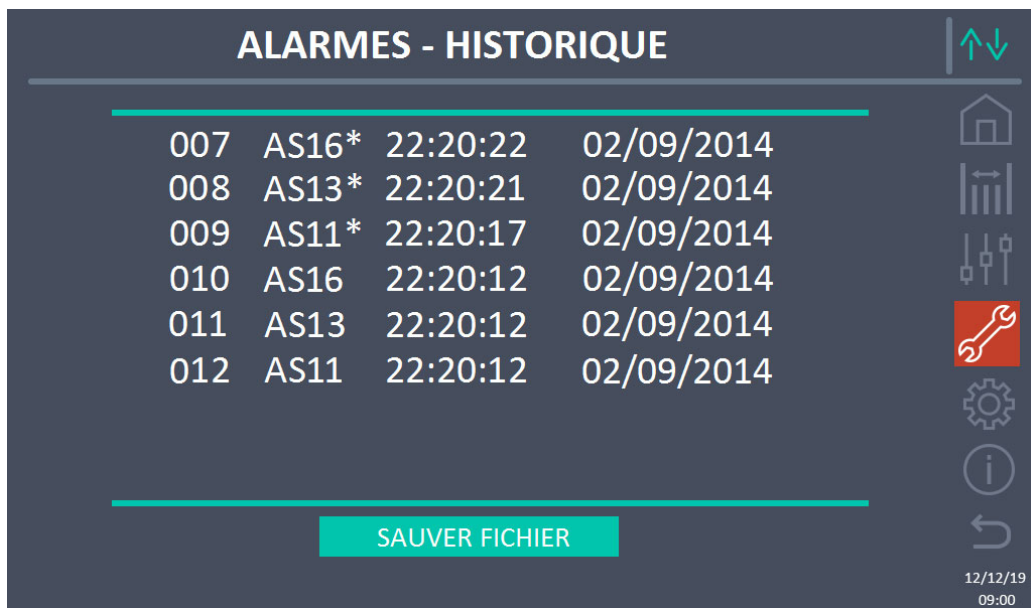 ALARMES - HISTORIQUE
007 AS16* 22:20:22 02/09/2014
008 AS13* 22:20:21 02/09/2014
009 AS11* 22:20:17 02/09/2014
010 AS16 22:20:12 02/09/2014
011 AS13 22:20:12 02/09/2014
012 AS11 22:20:12 02/09/2014
SAUVER FICHIER
12/12/19
09:00